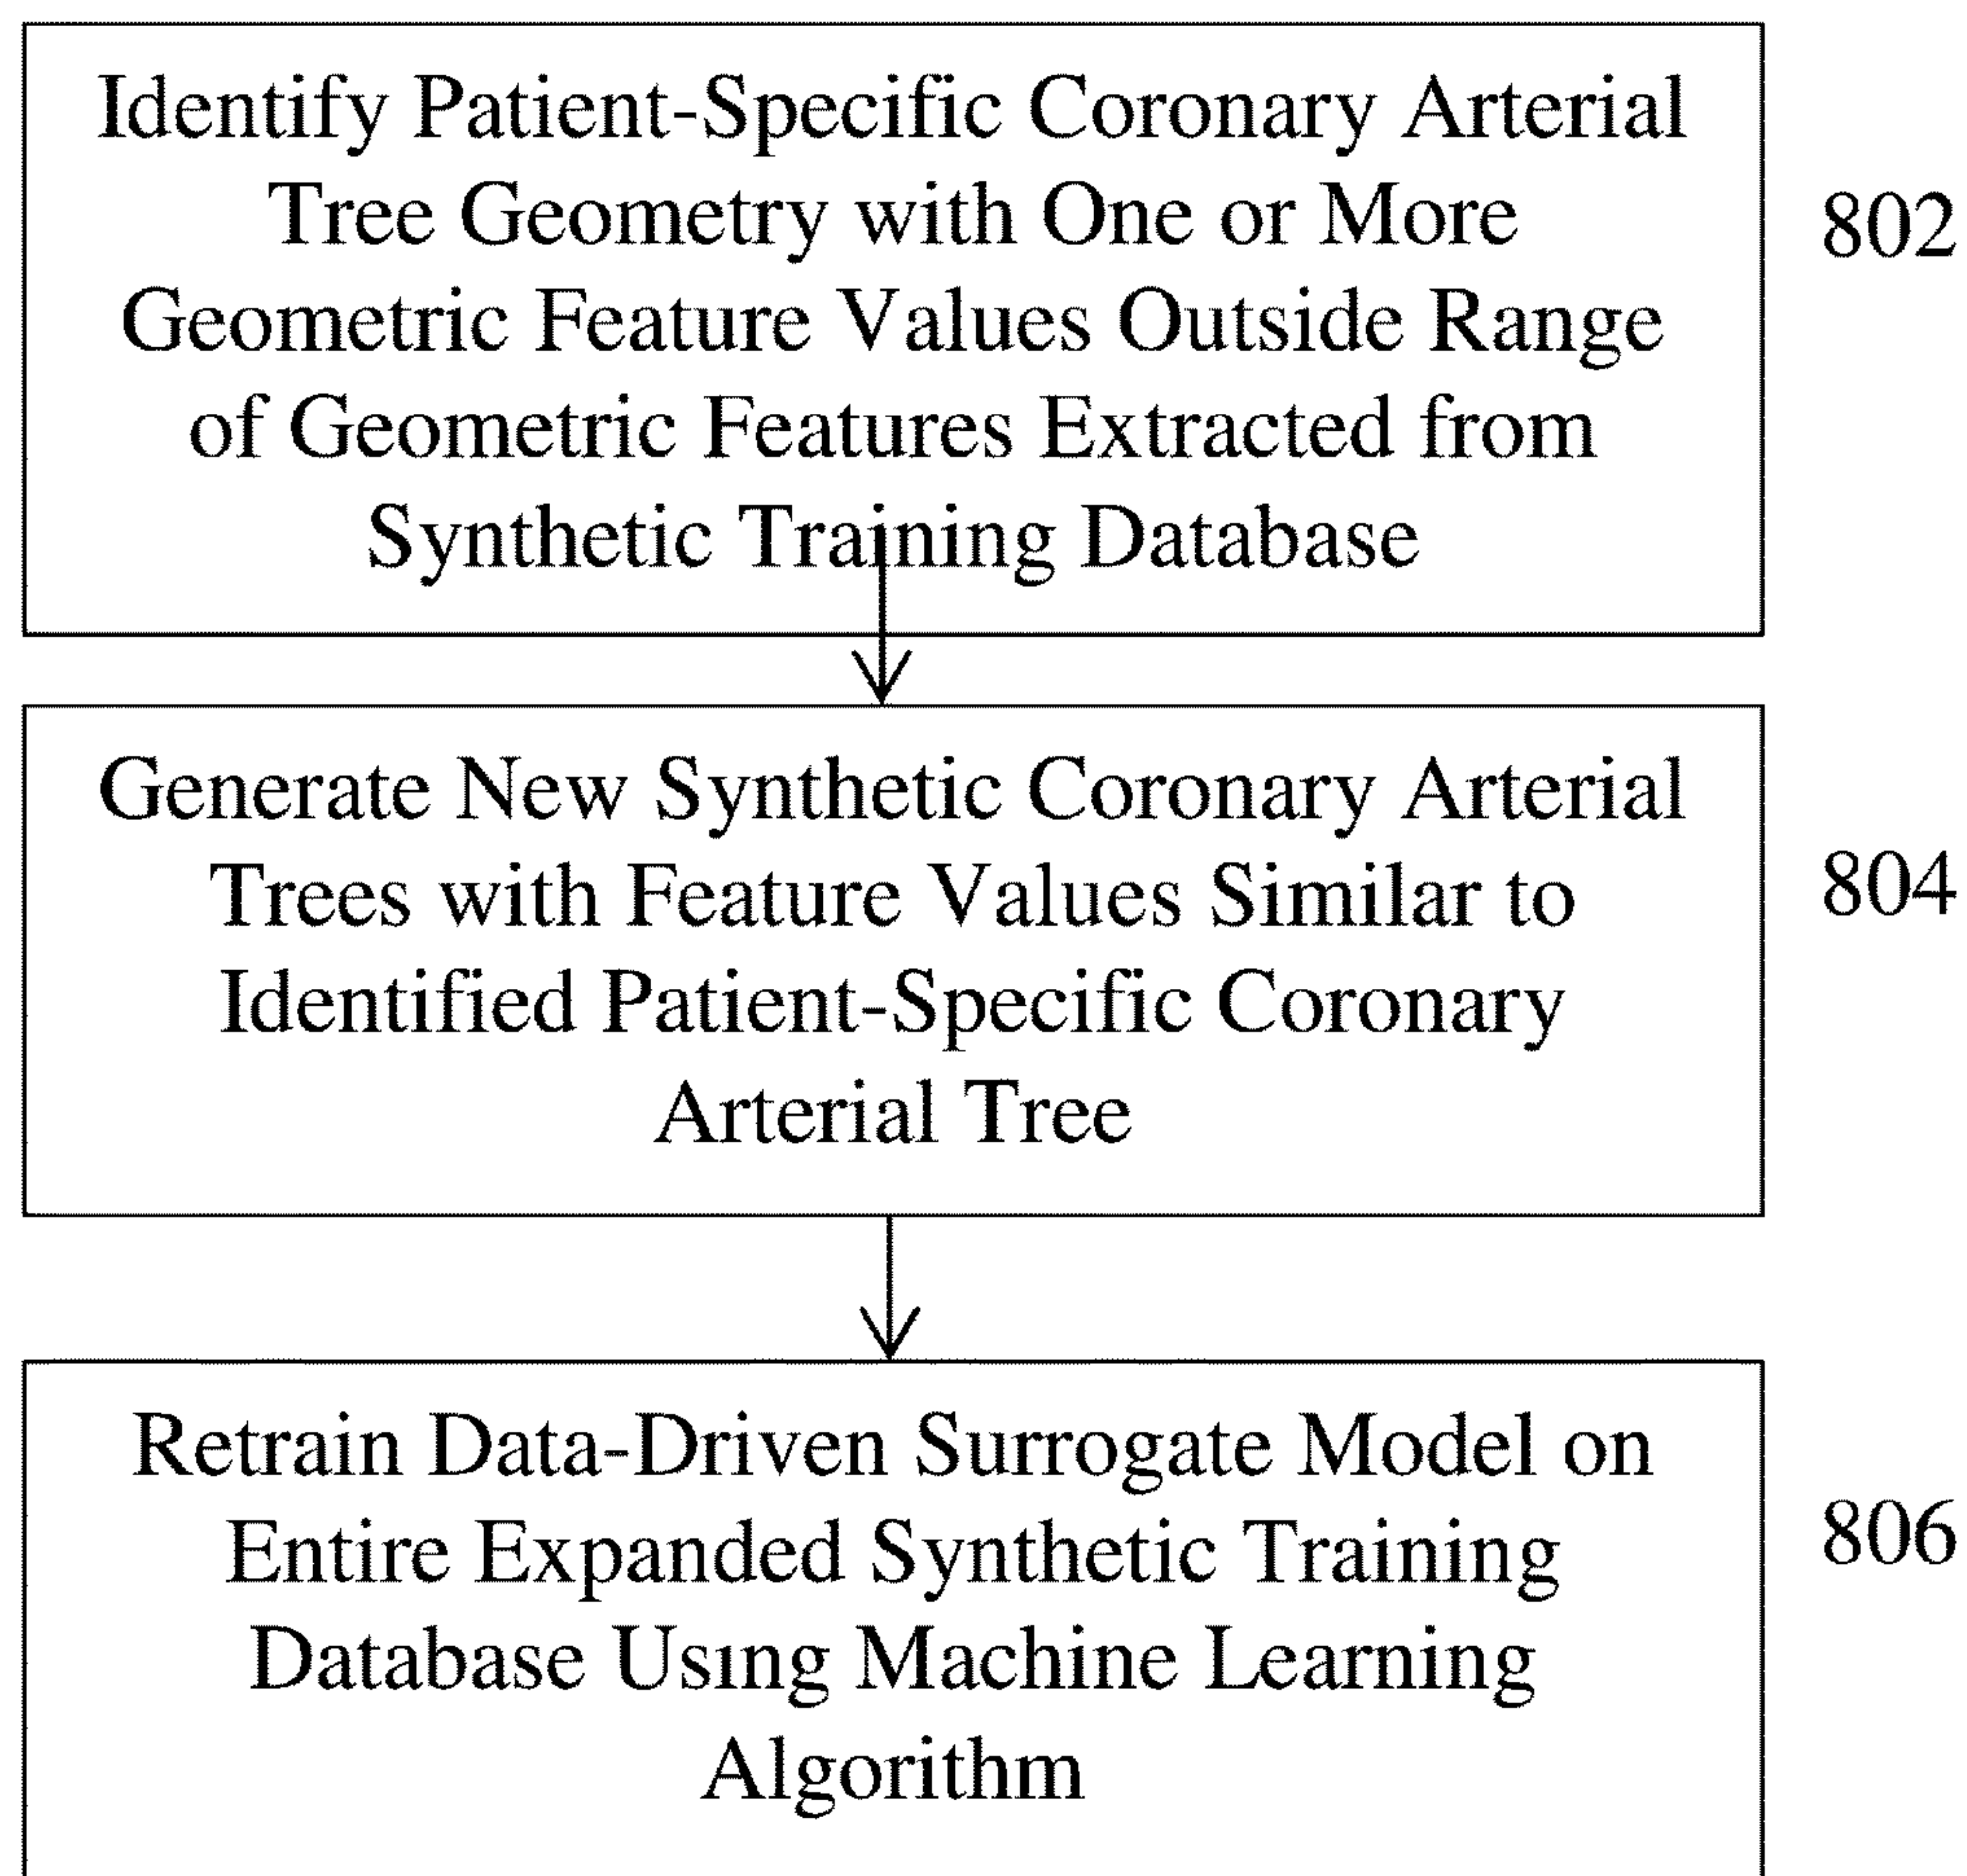 Identify Patient-Specific Coronary Arterial
Tree Geometry with One or More
Geometric Feature Values Outside Range
of Geometric Features Extracted from
Synthetic Training Database
802
Generate New Synthetic Coronary Arterial
Trees with Feature Values Similar to
Identified Patient-Specific Coronary
Arterial Tree
804
Retrain Data-Driven Surrogate Model on
Entire Expanded Synthetic Training
Database Using Machine Learning
Algorithm
806